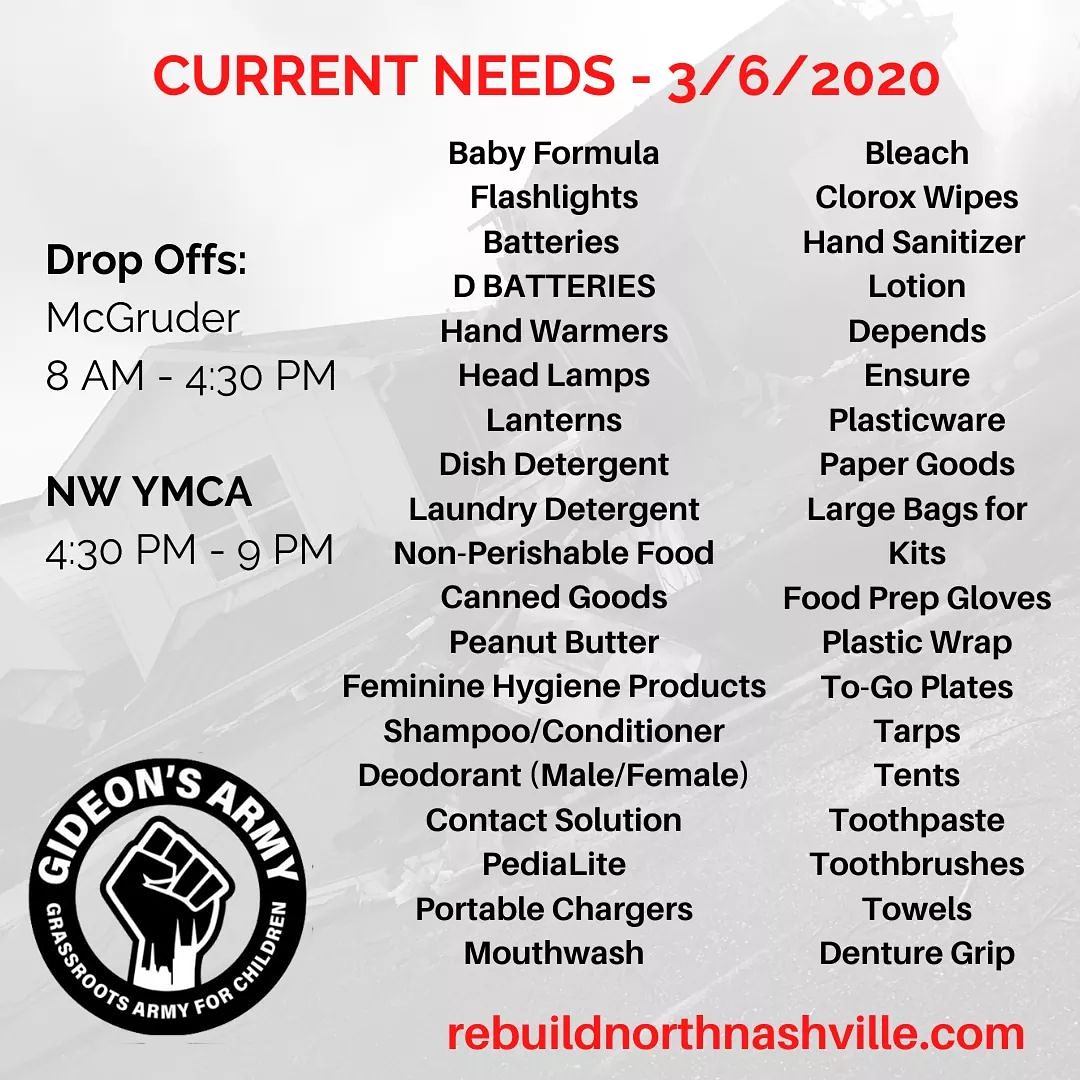 CURRENT NEEDS - 3/6/2020
Drop Offs:
McGruder
8 AM - 4:30 PM
NW YMCA
4:30 PM - 9 PM
Baby Formula
Flashlights
Batteries
D BATTERIES
Hand Warmers
Head Lamps
Lanterns
Dish Detergent
Laundry Detergent
Non-Perishable Food
Canned Goods
Peanut Butter
Feminine Hygiene Products
Shampoo/Conditioner
Deodorant (Male/Female)
Contact Solution
PediaLite
Portable Chargers
Mouthwash
Bleach
Clorox Wipes
Hand Sanitizer
Lotion
Depends
Ensure
Plasticware
Paper Goods
Large Bags for
Kits
Food Prep Gloves
Plastic Wrap
To-Go Plates
Tarps
Tents
Toothpaste
Toothbrushes
Towels
Denture Grip
GIDEON'S ARMY
GRASSROOTS ARMY FOR CHILDREN
rebuildnorthnashville.com